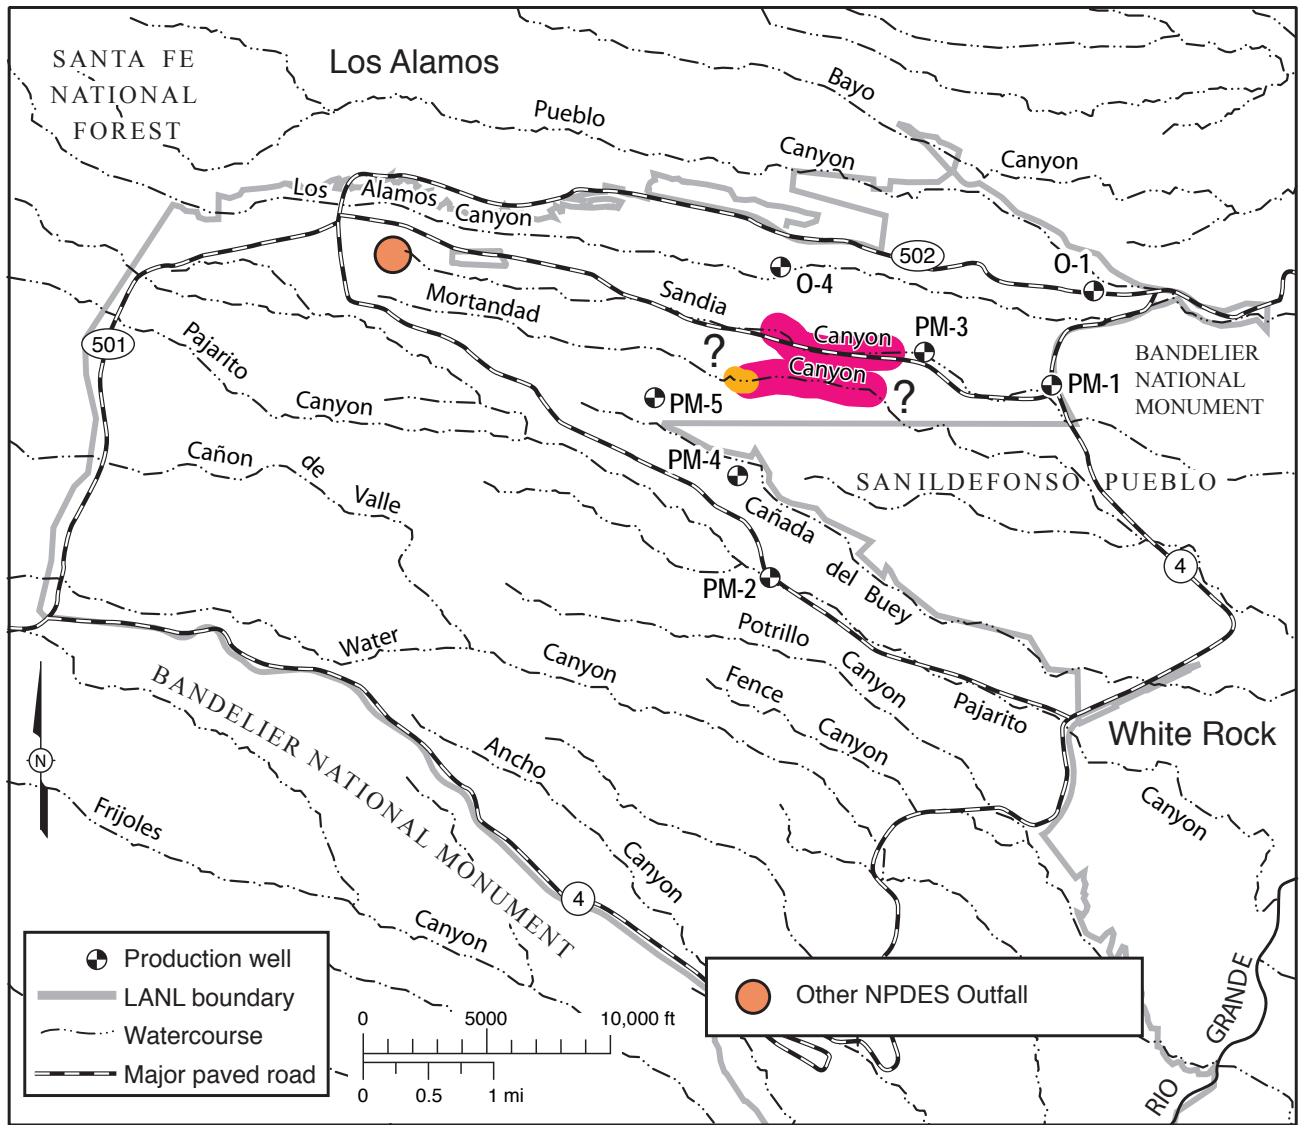 SANTA FE
NATIONAL
FOREST
Los Alamos
Bayo
Pueblo
Canyon
Canyon
Los Alamos Canyon
502
O-1
O-4
Sandia
Mortandad
Canyon
PM-3
?
Canyon
?
501
Pajarito
Canyon
PM-5
PM-1
BANDELIER
NATIONAL
MONUMENT
Cañon de Valle
PM-4
SAN ILDEFONSO PUEBLO
Cañada del Buey
4
PM-2
Water
Canyon
Potrillo
Canyon
Fence
Canyon
Pajarito
White Rock
Canyon
BANDELIER NATIONAL MONUMENT
N
Ancho
Canyon
Frijoles
Canyon
4
RIO GRANDE
Production well
LANL boundary
Watercourse
Major paved road
0 5000 10,000 ft
0 0.5 1 mi
Other NPDES Outfall